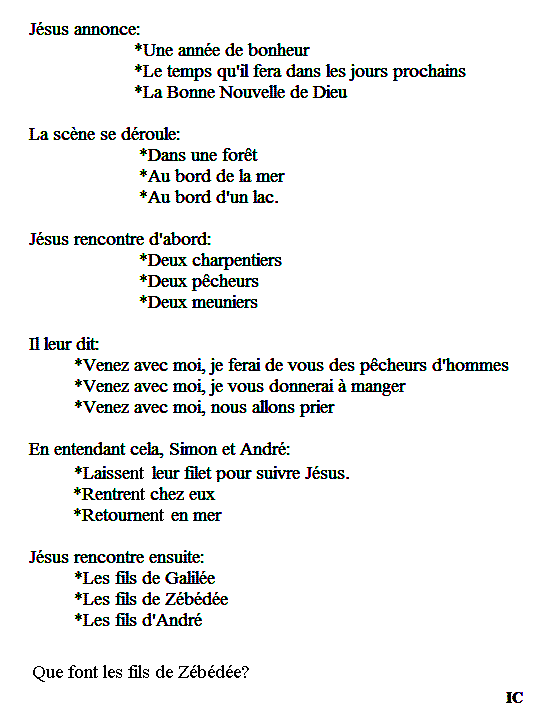 Jésus annonce:
*Une année de bonheur
*Le temps qu'il fera dans les jours prochains
*La Bonne Nouvelle de Dieu
La scène se déroule:
*Dans une forêt
*Au bord de la mer
*Au bord d'un lac.
Jésus rencontre d'abord:
*Deux charpentiers
*Deux pêcheurs
*Deux meuniers
Il leur dit:
*Venez avec moi, je ferai de vous des pêcheurs d'hommes
*Venez avec moi, je vous donnerai à manger
*Venez avec moi, nous allons prier
En entendant cela, Simon et André:
*Laissent leur filet pour suivre Jésus.
*Rentrent chez eux
*Retournent en mer
Jésus rencontre ensuite:
*Les fils de Galilée
*Les fils de Zébédée
*Les fils d'André
Que font les fils de Zébédée?
IC